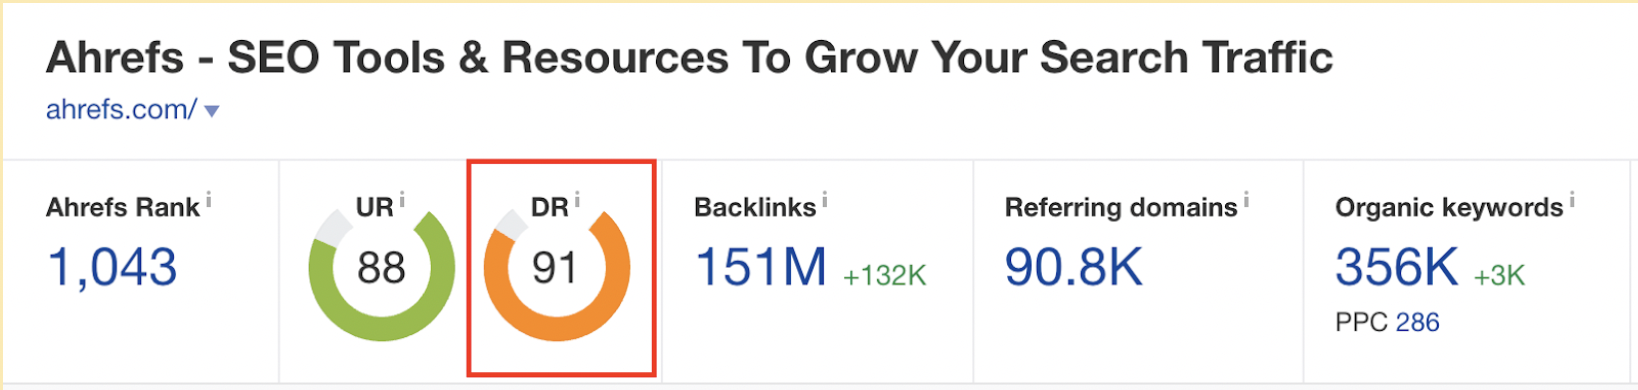 Ahrefs - SEO Tools & Resources To Grow Your Search Traffic
ahrefs.com/
Ahrefs Rank i
1,043
UR i
88
DR i
91
Backlinks i
151M +132K
Referring domains i
90.8K
Organic keywords i
356K +3K
PPC 286